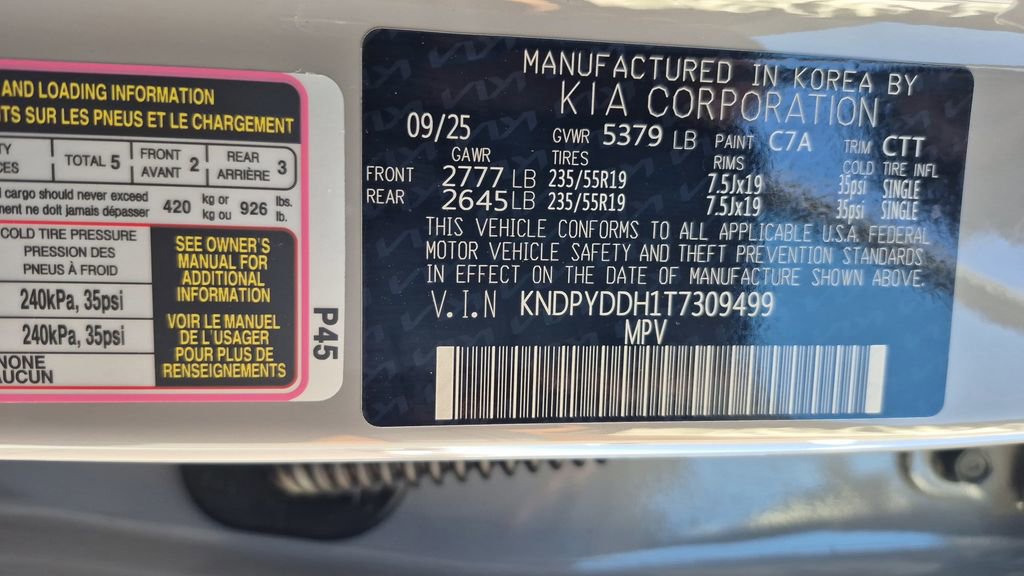 AND LOADING INFORMATION
TS SUR LES PNEUS ET LE CHARGEMENT
TOTAL 5
FRONT
AVANT 2
REAR
ARRIÈRE 3
cargo should never exceed
ne doit jamais dépasser
420 kg or kg ou 926 lbs. lb.
COLD TIRE PRESSURE
PRESSION DES
PNEUS À FROID
240kPa, 35psi
240kPa, 35psi
NONE
AUCUN
SEE OWNER'S
MANUAL FOR
ADDITIONAL
INFORMATION
VOIR LE MANUEL
DE L'USAGER
POUR PLUS DE
RENSEIGNEMENTS
P45
MANUFACTURED IN KOREA BY
KIA CORPORATION
09/25 GVWR 5379 LB PAINT C7A TRIM CTT
GAWR TIRES RIMS COLD TIRE INFL
FRONT 2777 LB 235/55R19 7.5Jx19 35psi SINGLE
REAR 2645 LB 235/55R19 7.5Jx19 35psi SINGLE
THIS VEHICLE CONFORMS TO ALL APPLICABLE U.S.A. FEDERAL
MOTOR VEHICLE SAFETY AND THEFT PREVENTION STANDARDS
IN EFFECT ON THE DATE OF MANUFACTURE SHOWN ABOVE.
V.I.N KNDPYDDH1T7309499
MPV